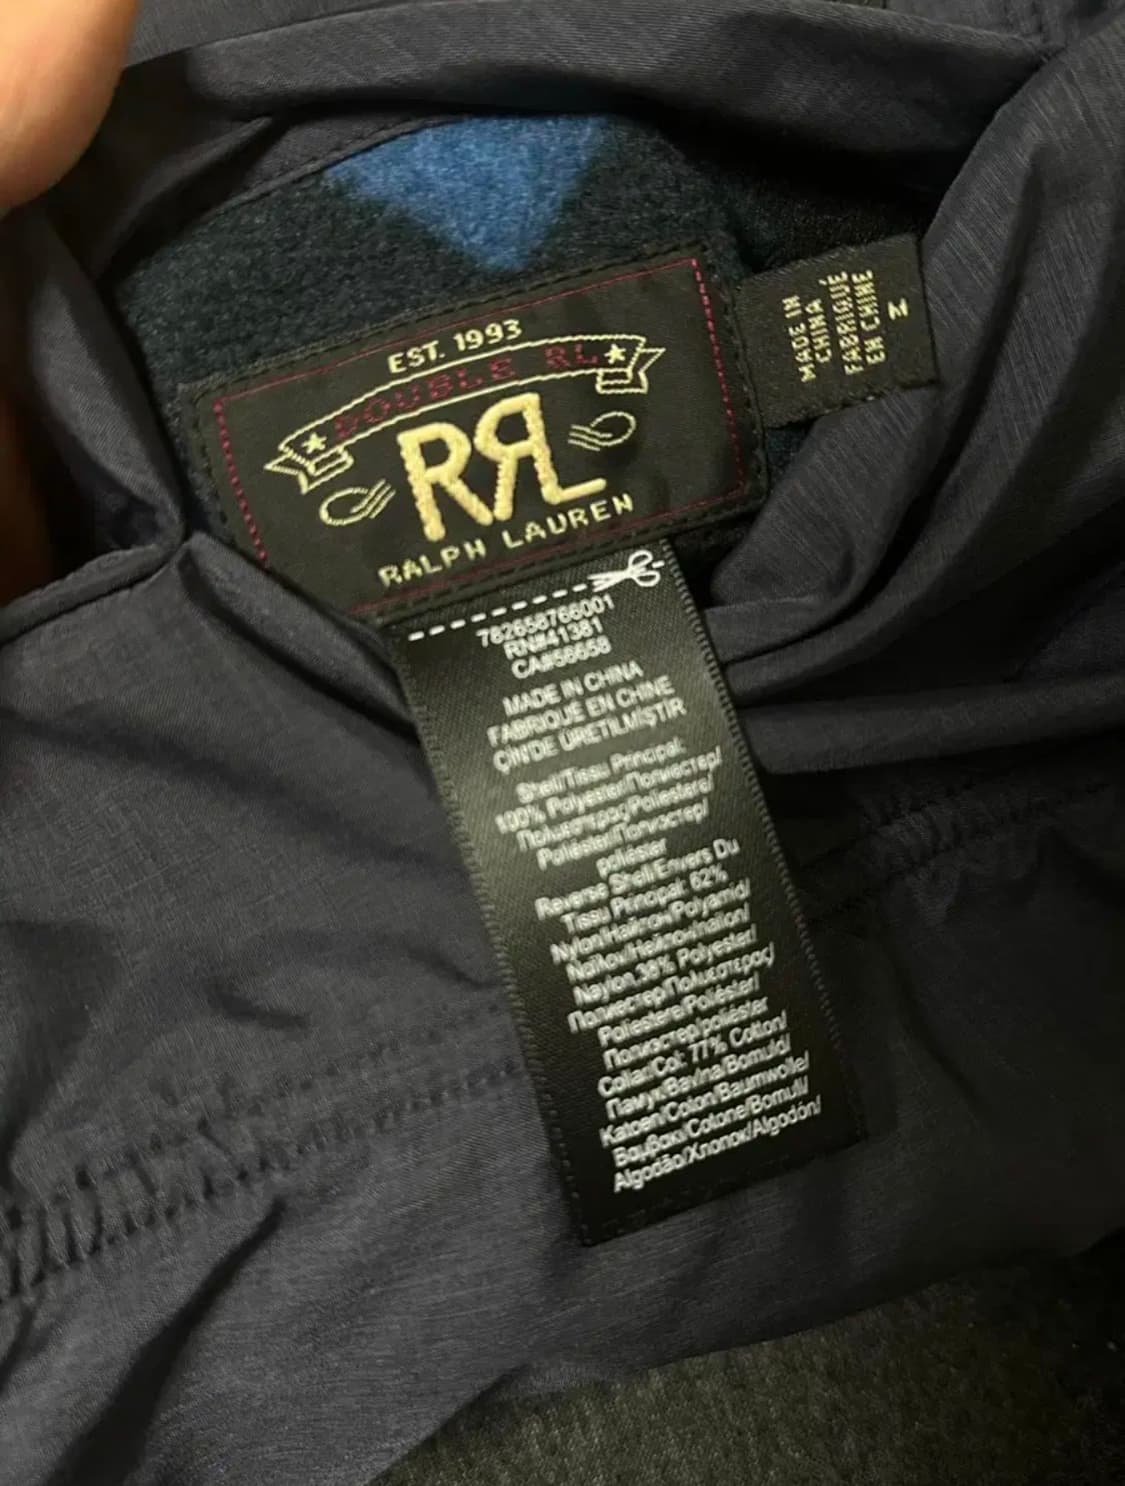 EST. 1993
DOUBLE RL
RRL
RALPH LAUREN
MADE IN
CHINA
FABRIQUÉ
EN CHINE
M
782658766001
RN#41381
CA#56658
MADE IN CHINA
FABRIQUÉ EN CHINE
ÇİN'DE ÜRETİLMİŞTİR
Shell/Tissu Principal:
100% Polyester/Полиестер/
Πολυεστέρας/Poliestere/
Poliéster/Полиэстер/
poliéster
Reverse Shell/Envers Du
Tissu Principal: 62%
Nylon/Найлон/Polyamid/
Νάιλον/Нейлон/nailon/
Naylon.38% Polyester/
Полиестер/Πολυεστέρας/
Poliestere/Poliéster/
Полиэстер/poliéster
Collar/Col: 77% Cotton/
Памук/Bavlna/Bomuld/
Katoen/Coton/Baumwolle/
Βαμβάκι/Cotone/Bomull/
Algodão/Хлопок/Algodón/